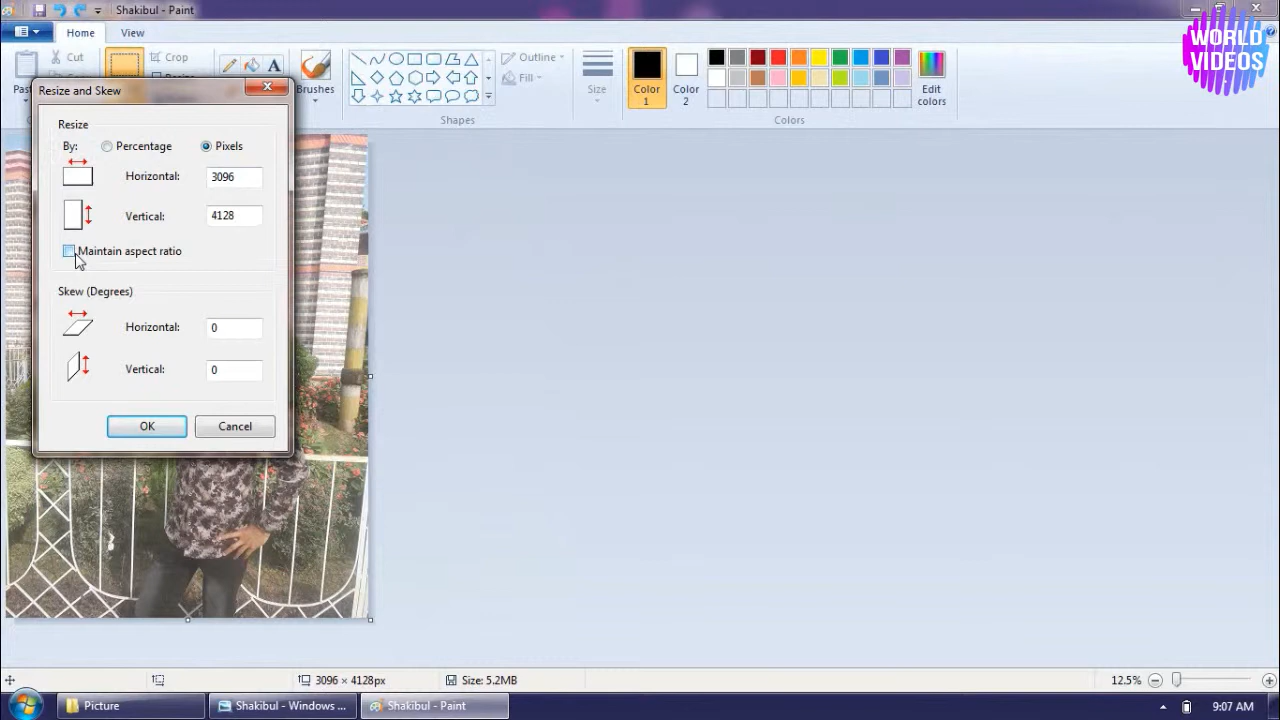 Shakibul - Paint
Home View
Cut
Crop
Paste
Brushes
Outline
Fill
Shapes
Size
Color 1
Color 2
Edit colors
Colors
WORLD VIDEOS
Resize and Skew
Resize
By: Percentage Pixels
Horizontal: 3096
Vertical: 4128
Maintain aspect ratio
Skew (Degrees)
Horizontal: 0
Vertical: 0
OK Cancel
3096 × 4128px
Size: 5.2MB
12.5%
Picture
Shakibul - Windows ...
Shakibul - Paint
9:07 AM